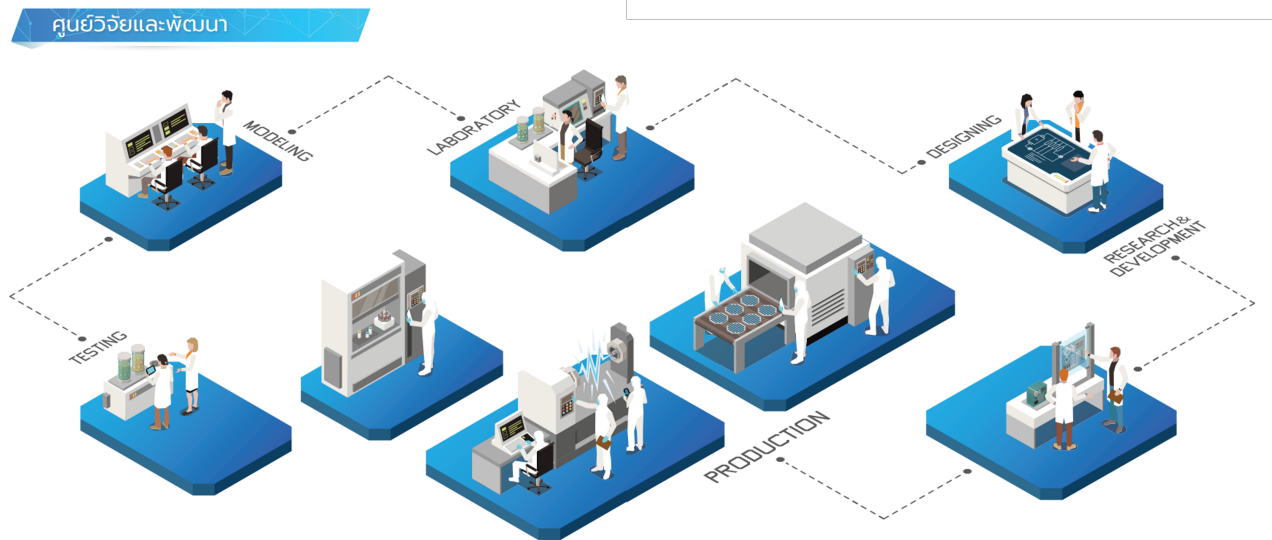 ศูนย์วิจัยและพัฒนา
MODELING
LABORATORY
DESIGNING
RESEARCH &
DEVELOPMENT
TESTING
PRODUCTION